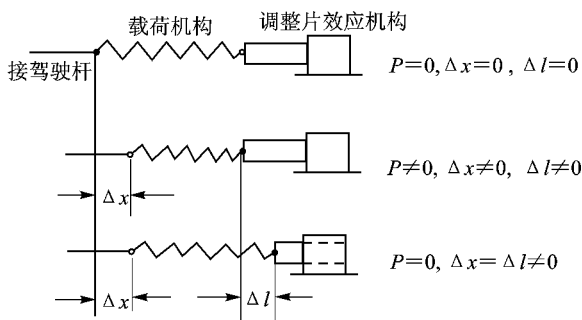 载荷机构
调整片效应机构
接驾驶杆
P=0, Δx=0, Δl=0
P≠0, Δx≠0, Δl≠0
Δx
P=0, Δx=Δl≠0
Δx
Δl